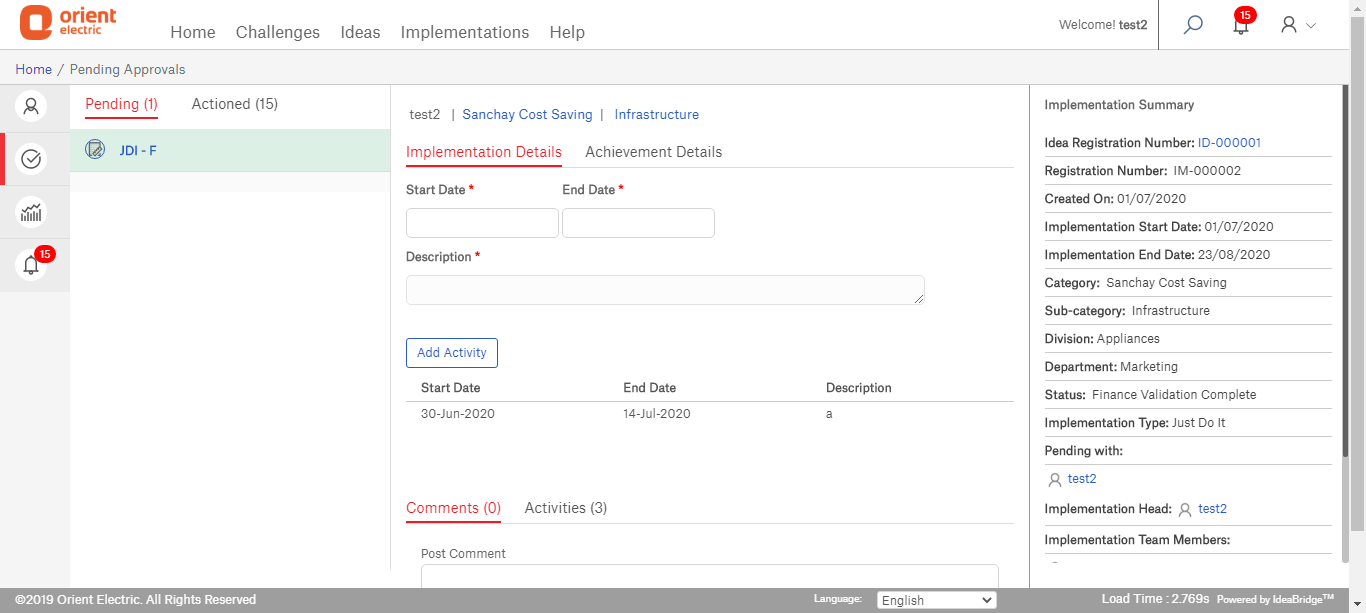 orient
electric
Home Challenges Ideas Implementations Help
Welcome! test2
15
Home / Pending Approvals
15
Pending (1) Actioned (15)
JDI - F
test2 | Sanchay Cost Saving | Infrastructure
Implementation Details Achievement Details
Start Date * End Date *
Description *
Add Activity
Start Date End Date Description
30-Jun-2020 14-Jul-2020 a
Comments (0) Activities (3)
Post Comment
Implementation Summary
Idea Registration Number: ID-000001
Registration Number: IM-000002
Created On: 01/07/2020
Implementation Start Date: 01/07/2020
Implementation End Date: 23/08/2020
Category: Sanchay Cost Saving
Sub-category: Infrastructure
Division: Appliances
Department: Marketing
Status: Finance Validation Complete
Implementation Type: Just Do It
Pending with:
test2
Implementation Head: test2
Implementation Team Members:
©2019 Orient Electric. All Rights Reserved Language: English Load Time : 2.769s Powered by IdeaBridge™